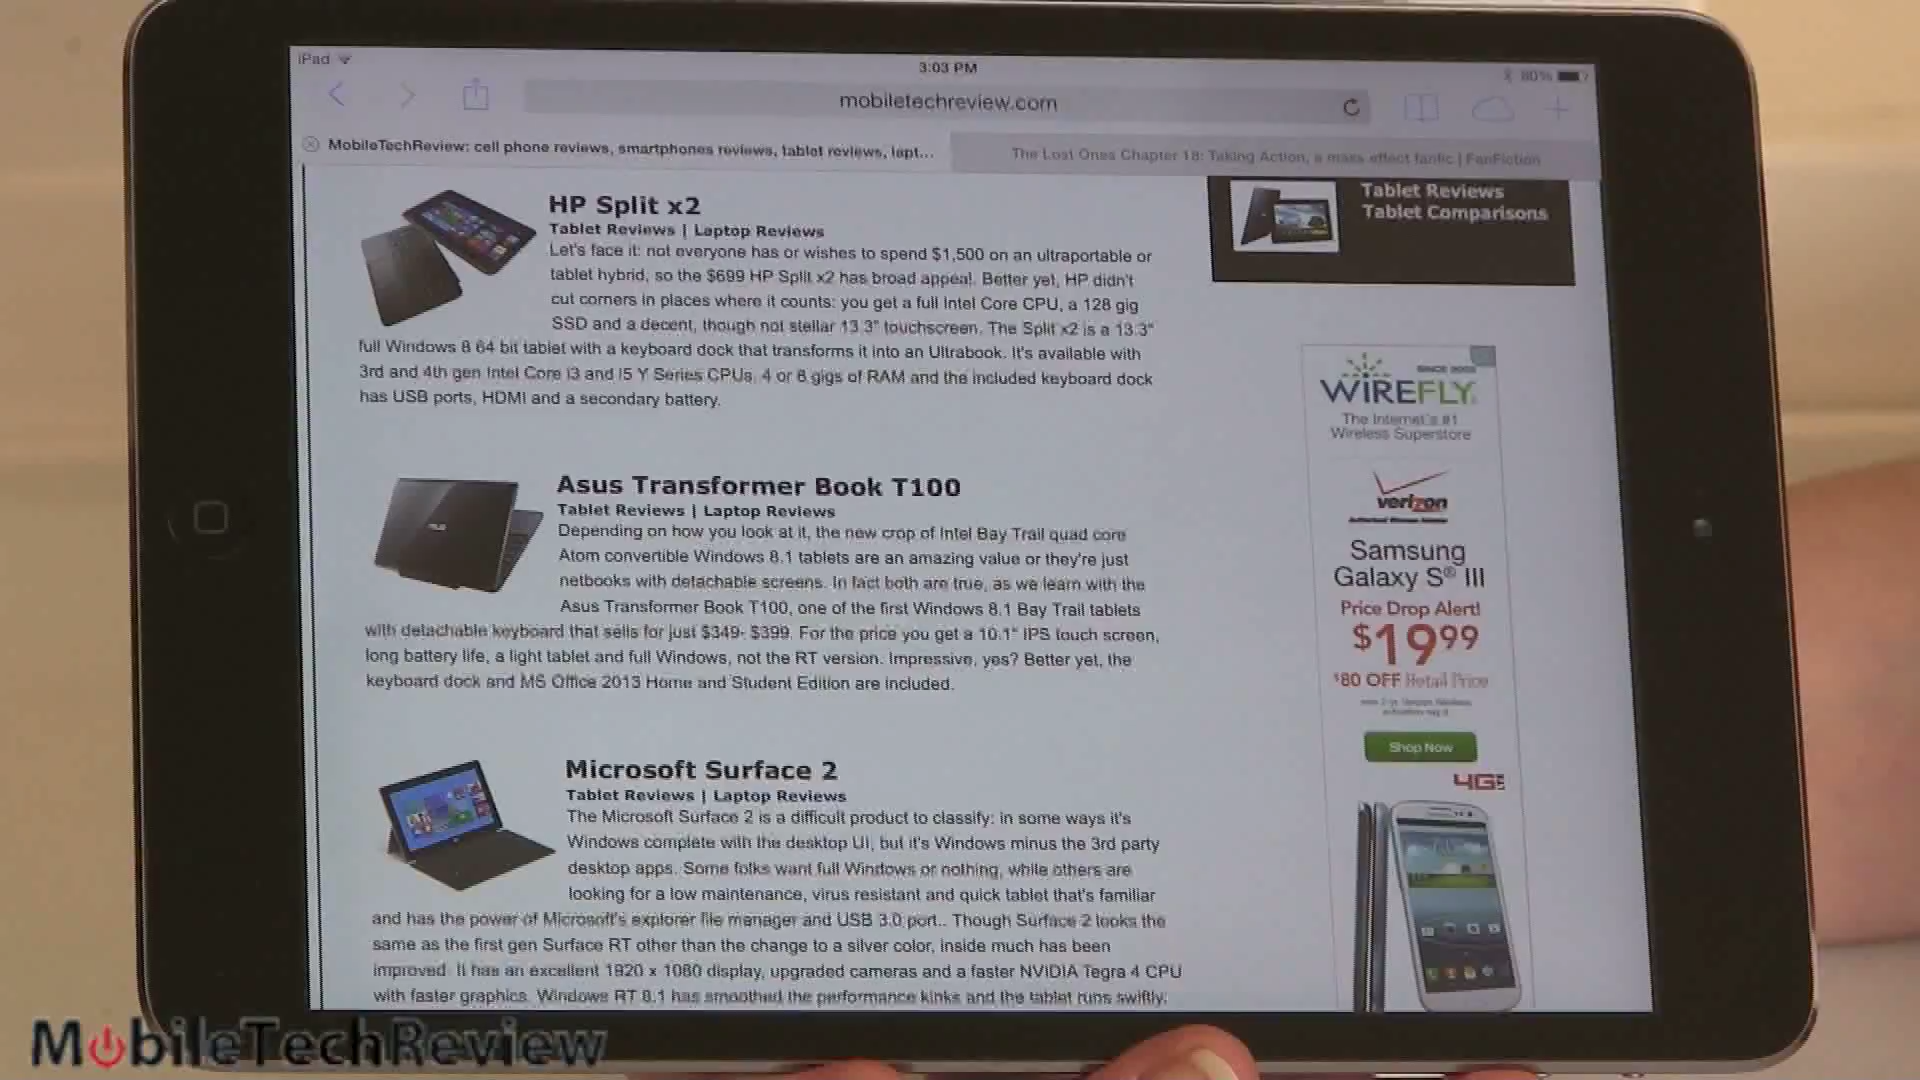 iPad
3:03 PM
80%
mobiletechreview.com
MobileTechReview: cell phone reviews, smartphones reviews, tablet reviews, lapt...
The Lost Ones Chapter 18: Taking Action, a mass effect fanfic | FanFiction
HP Split x2
Tablet Reviews | Laptop Reviews
Let's face it: not everyone has or wishes to spend $1,500 on an ultraportable or
tablet hybrid, so the $699 HP Split x2 has broad appeal. Better yet, HP didn't
cut corners in places where it counts: you get a full Intel Core CPU, a 128 gig
SSD and a decent, though not stellar 13.3" touchscreen. The Split x2 is a 13.3"
full Windows 8 64 bit tablet with a keyboard dock that transforms it into an Ultrabook. It's available with
3rd and 4th gen Intel Core i3 and i5 Y Series CPUs, 4 or 8 gigs of RAM and the included keyboard dock
has USB ports, HDMI and a secondary battery.
Asus Transformer Book T100
Tablet Reviews | Laptop Reviews
Depending on how you look at it, the new crop of Intel Bay Trail quad core
Atom convertible Windows 8.1 tablets are an amazing value or they're just
netbooks with detachable screens. In fact both are true, as we learn with the
Asus Transformer Book T100, one of the first Windows 8.1 Bay Trail tablets
with detachable keyboard that sells for just $349- $399. For the price you get a 10.1" IPS touch screen,
long battery life, a light tablet and full Windows, not the RT version. Impressive, yes? Better yet, the
keyboard dock and MS Office 2013 Home and Student Edition are included.
Microsoft Surface 2
Tablet Reviews | Laptop Reviews
The Microsoft Surface 2 is a difficult product to classify: in some ways it's
Windows complete with the desktop UI, but it's Windows minus the 3rd party
desktop apps. Some folks want full Windows or nothing, while others are
looking for a low maintenance, virus resistant and quick tablet that's familiar
and has the power of Microsoft's explorer file manager and USB 3.0 port.. Though Surface 2 looks the
same as the first gen Surface RT other than the change to a silver color, inside much has been
improved. It has an excellent 1920 x 1080 display, upgraded cameras and a faster NVIDIA Tegra 4 CPU
with faster graphics. Windows RT 8.1 has smoothed the performance kinks and the tablet runs swiftly.
Tablet Reviews
Tablet Comparisons
WIREFLY
The Internet's #1
Wireless Superstore
verizon
Samsung
Galaxy S® III
Price Drop Alert!
$19.99
$80 OFF Retail Price
Shop Now
4G
MobileTechReview